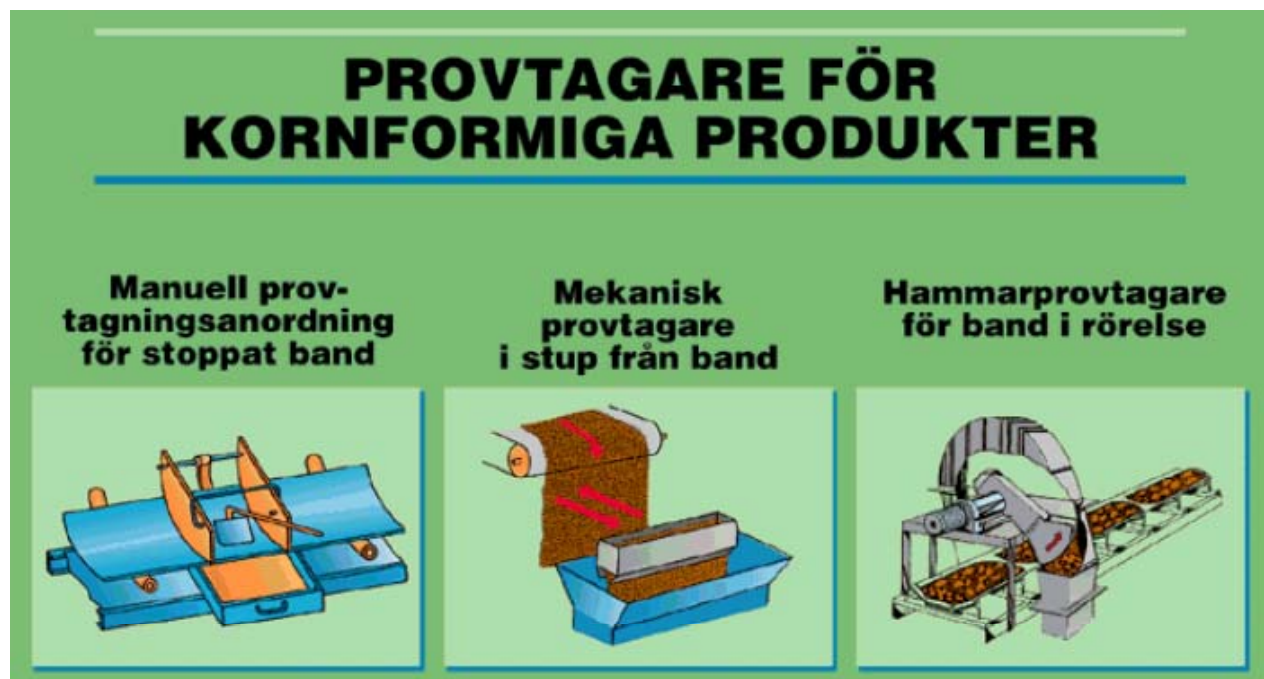 PROVTAGARE FÖR
KORNFORMIGA PRODUKTER
Manuell prov-
tagningsanordning
för stoppat band
Mekanisk
provtagare
i stup från band
Hammarprovtagare
för band i rörelse